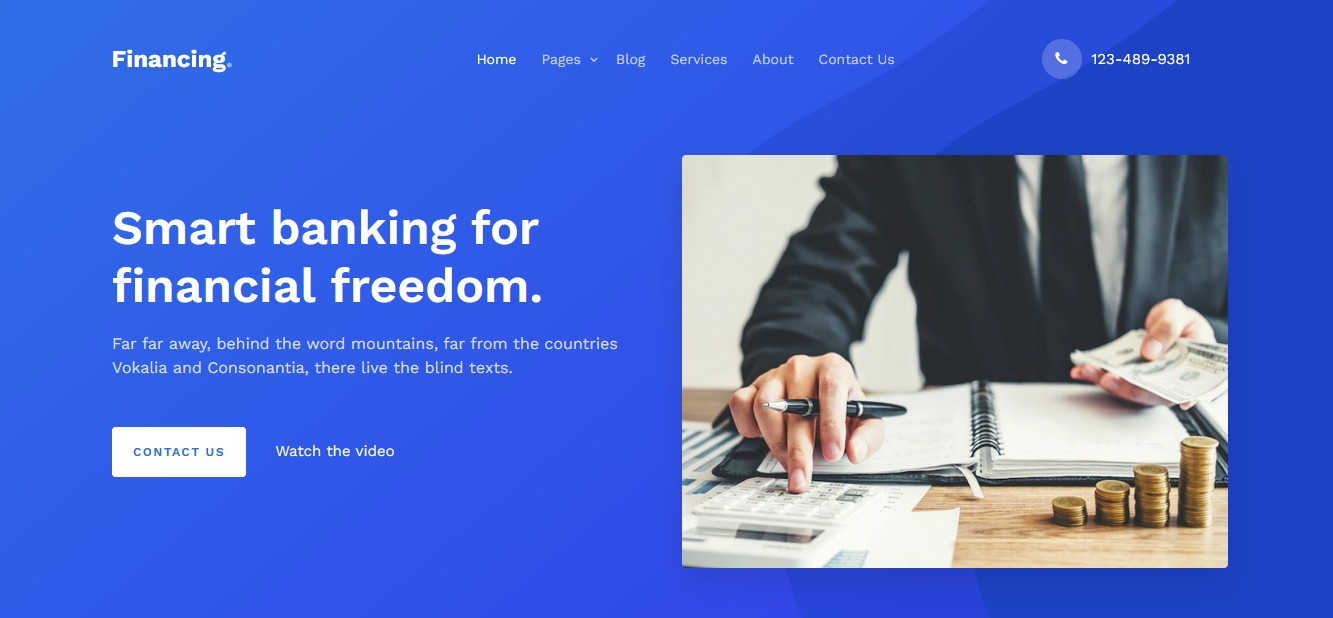 Financing.
Home Pages Blog Services About Contact Us
123-489-9381
Smart banking for
financial freedom.
Far far away, behind the word mountains, far from the countries
Vokalia and Consonantia, there live the blind texts.
CONTACT US
Watch the video